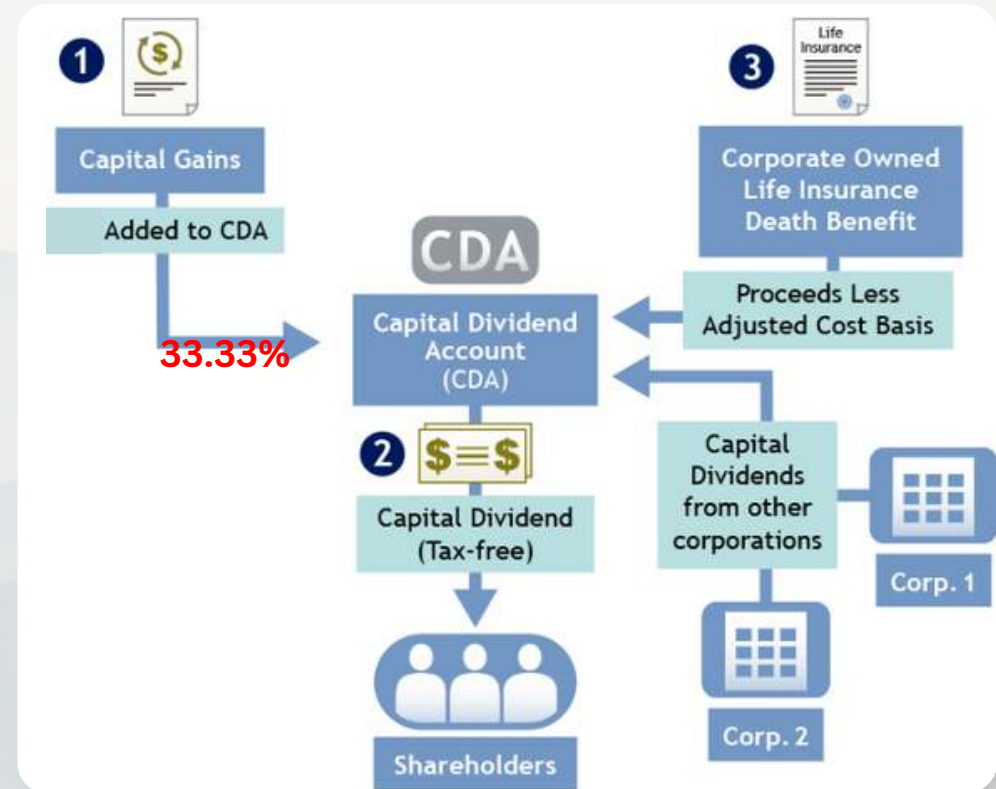 1
Capital Gains
Added to CDA
33.33%
CDA
Capital Dividend
Account
(CDA)
2
$ $
Capital Dividend
(Tax-free)
Shareholders
3
Life
Insurance
Corporate Owned
Life Insurance
Death Benefit
Proceeds Less
Adjusted Cost Basis
Capital
Dividends
from other
corporations
Corp. 1
Corp. 2
$